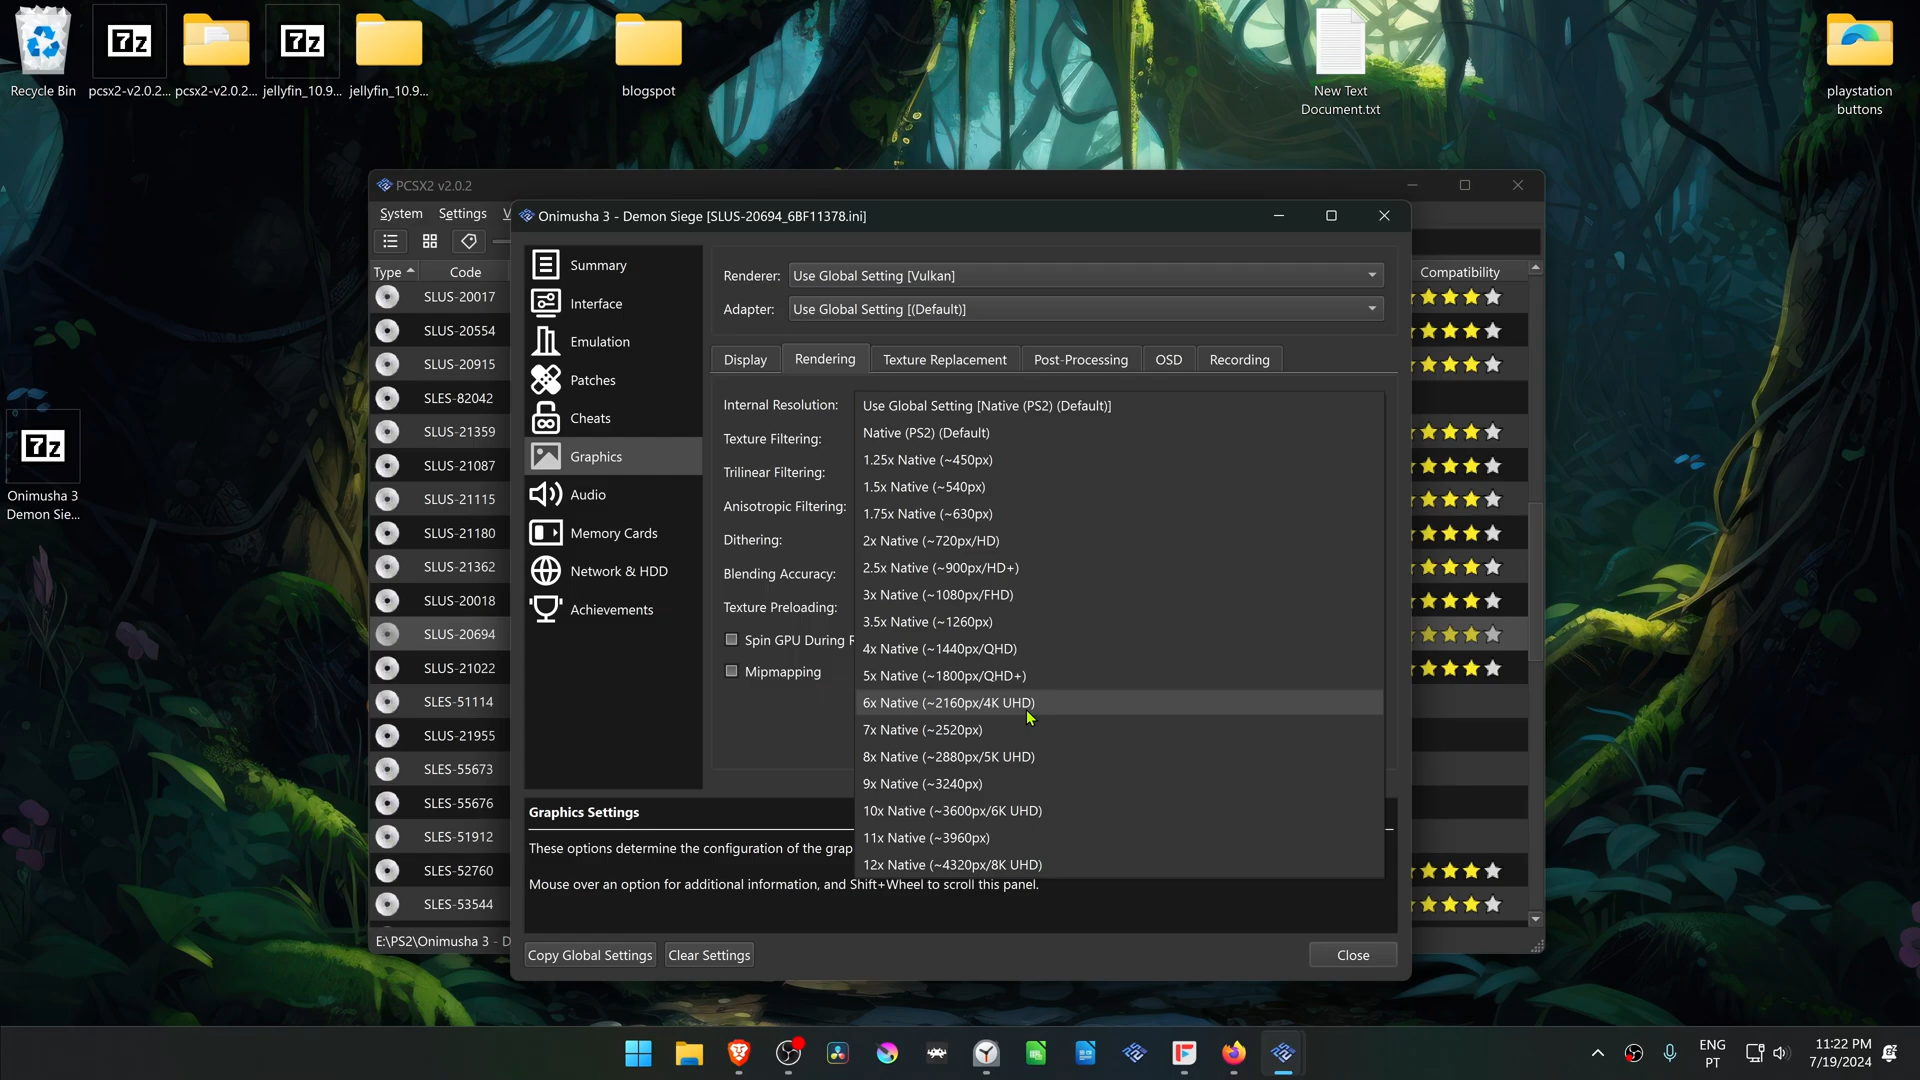 Recycle Bin
pcsx2-v2.0.2...
pcsx2-v2.0.2...
jellyfin_10.9...
jellyfin_10.9...
blogspot
New Text
Document.txt
playstation
buttons
7z
7z
7z
Onimusha 3
Demon Sie...
PCSX2 v2.0.2
System
Settings
V
Type
Code
Compatibility
SLUS-20017
SLUS-20554
SLUS-20915
SLES-82042
SLUS-21359
SLUS-21087
SLUS-21115
SLUS-21180
SLUS-21362
SLUS-20018
SLUS-20694
SLUS-21022
SLES-51114
SLUS-21955
SLES-55673
SLES-55676
SLES-51912
SLES-52760
SLES-53544
E:\PS2\Onimusha 3 - D
Onimusha 3 - Demon Siege [SLUS-20694_6BF11378.ini]
Summary
Interface
Emulation
Patches
Cheats
Graphics
Audio
Memory Cards
Network & HDD
Achievements
Renderer:
Use Global Setting [Vulkan]
Adapter:
Use Global Setting [(Default)]
Display
Rendering
Texture Replacement
Post-Processing
OSD
Recording
Internal Resolution:
Texture Filtering:
Trilinear Filtering:
Anisotropic Filtering:
Dithering:
Blending Accuracy:
Texture Preloading:
Spin GPU During R
Mipmapping
Use Global Setting [Native (PS2) (Default)]
Native (PS2) (Default)
1.25x Native (~450px)
1.5x Native (~540px)
1.75x Native (~630px)
2x Native (~720px/HD)
2.5x Native (~900px/HD+)
3x Native (~1080px/FHD)
3.5x Native (~1260px)
4x Native (~1440px/QHD)
5x Native (~1800px/QHD+)
6x Native (~2160px/4K UHD)
7x Native (~2520px)
8x Native (~2880px/5K UHD)
9x Native (~3240px)
10x Native (~3600px/6K UHD)
11x Native (~3960px)
12x Native (~4320px/8K UHD)
Graphics Settings
These options determine the configuration of the grap
Mouse over an option for additional information, and Shift+Wheel to scroll this panel.
Copy Global Settings
Clear Settings
Close
ENG
PT
11:22 PM
7/19/2024